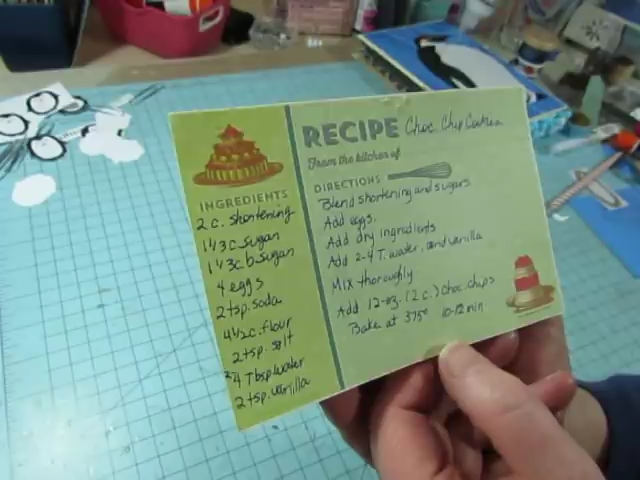 RECIPE Choc. Chip Cookies
From the kitchen of
INGREDIENTS
2 c. shortening
1 1/3 c. sugar
1 1/3 c. b. sugar
4 eggs
2 tsp. soda
4 1/2 c. flour
2 tsp. salt
2-4 Tbsp water
2 tsp. vanilla
DIRECTIONS
Blend shortening and sugars
Add eggs.
Add dry ingredients
Add 2-4 T. water, and vanilla
Mix thoroughly
Add 12-oz. (2 c.) choc. chips
Bake at 375° 10-12 min